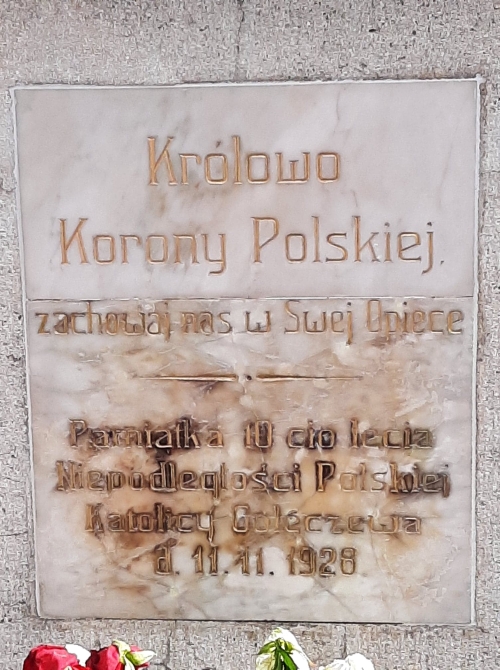 Królowo
Korony Polskiej,
zachowaj nas w Swej Opiece
Pamiątka 10 cio lecia
Niepodległości Polskiej
Katolicy Gołęczewa
d. 11. 11. 1928